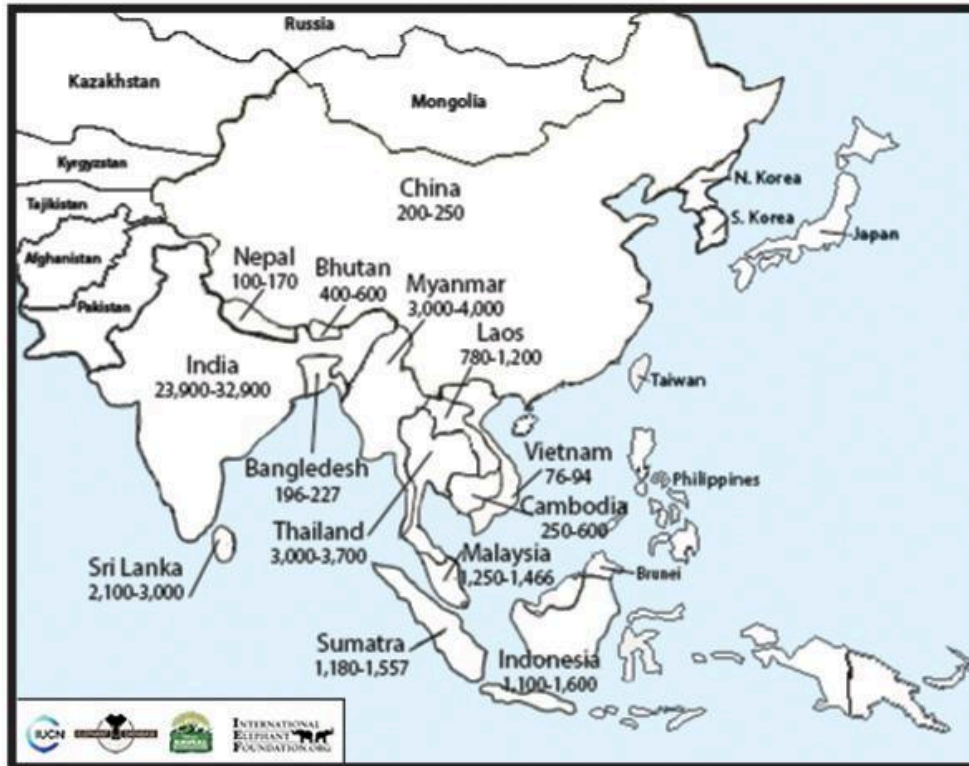 Russia
Kazakhstan
Mongolia
Kyrgyzstan
Tajikistan
Afghanistan
Pakistan
China
200-250
N. Korea
S. Korea
Japan
Nepal
100-170
Bhutan
400-600
Myanmar
3,000-4,000
Laos
780-1,200
India
23,900-32,900
Taiwan
Bangledesh
196-227
Vietnam
76-94
Philippines
Cambodia
250-600
Thailand
3,000-3,700
Malaysia
1,250-1,466
Brunei
Sri Lanka
2,100-3,000
Sumatra
1,180-1,557
Indonesia
1,100-1,600
IUCN
INTERNATIONAL
ELEPHANT
FOUNDATION.ORG